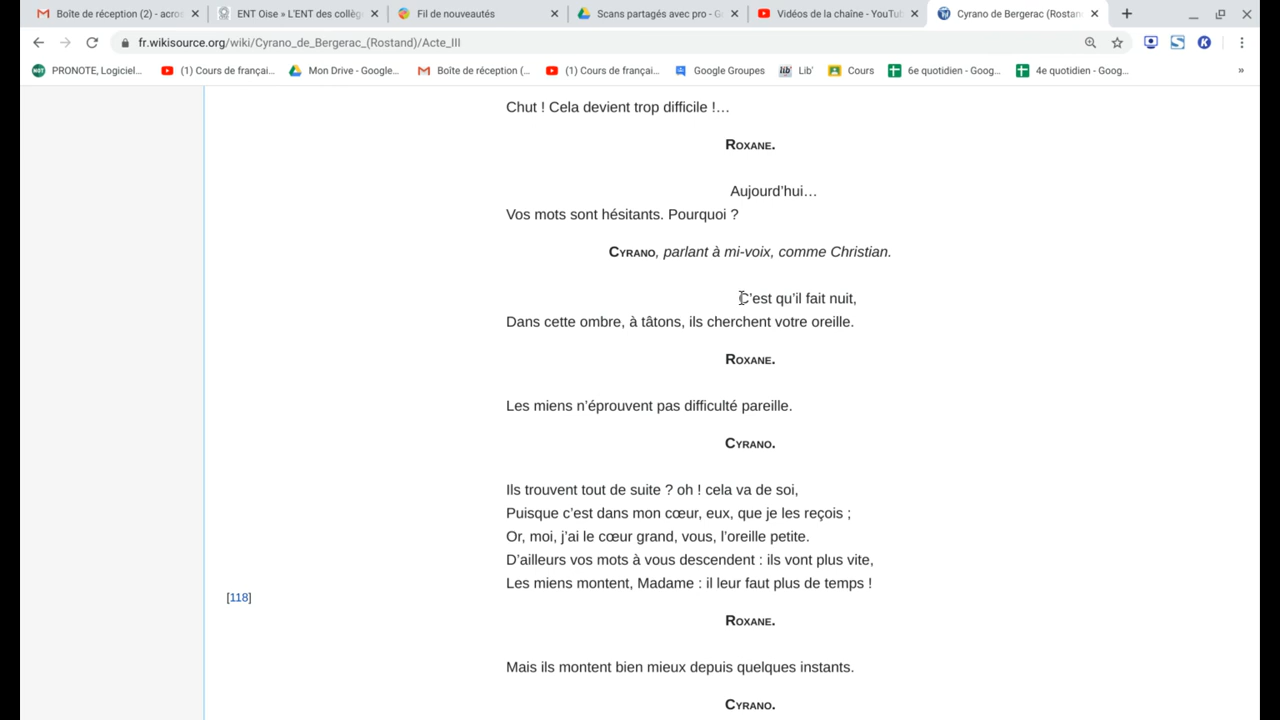 Boîte de réception (2) - acros
ENT Oise » L'ENT des collèg
Fil de nouveautés
Scans partagés avec pro - G
Vidéos de la chaîne - YouTu
Cyrano de Bergerac (Rostan
fr.wikisource.org/wiki/Cyrano_de_Bergerac_(Rostand)/Acte_III
PRONOTE, Logiciel...
(1) Cours de françai...
Mon Drive - Google...
Boîte de réception (...
(1) Cours de françai...
Google Groupes
lib' Lib'
Cours
6e quotidien - Goog...
4e quotidien - Goog...
»
Chut ! Cela devient trop difficile !…
Roxane.
Aujourd’hui…
Vos mots sont hésitants. Pourquoi ?
Cyrano, parlant à mi-voix, comme Christian.
C’est qu’il fait nuit,
Dans cette ombre, à tâtons, ils cherchent votre oreille.
Roxane.
Les miens n’éprouvent pas difficulté pareille.
Cyrano.
Ils trouvent tout de suite ? oh ! cela va de soi,
Puisque c’est dans mon cœur, eux, que je les reçois ;
Or, moi, j’ai le cœur grand, vous, l’oreille petite.
D’ailleurs vos mots à vous descendent : ils vont plus vite,
Les miens montent, Madame : il leur faut plus de temps !
[118]
Roxane.
Mais ils montent bien mieux depuis quelques instants.
Cyrano.